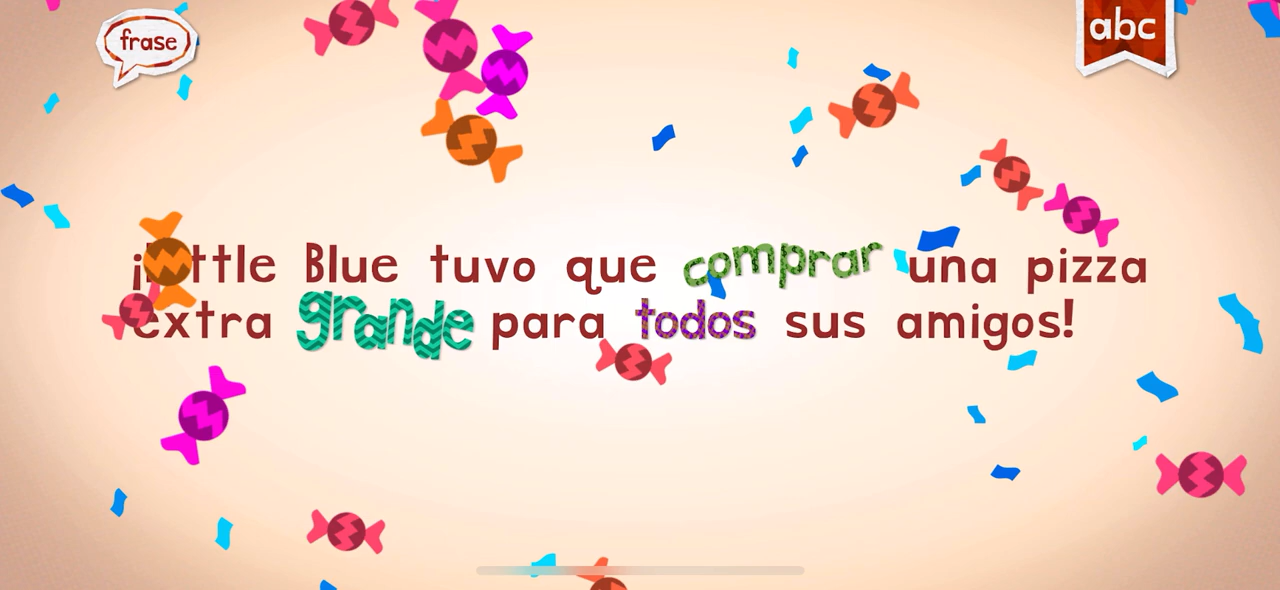 frase
abc
¡Little Blue tuvo que comprar una pizza
extra grande para todos sus amigos!